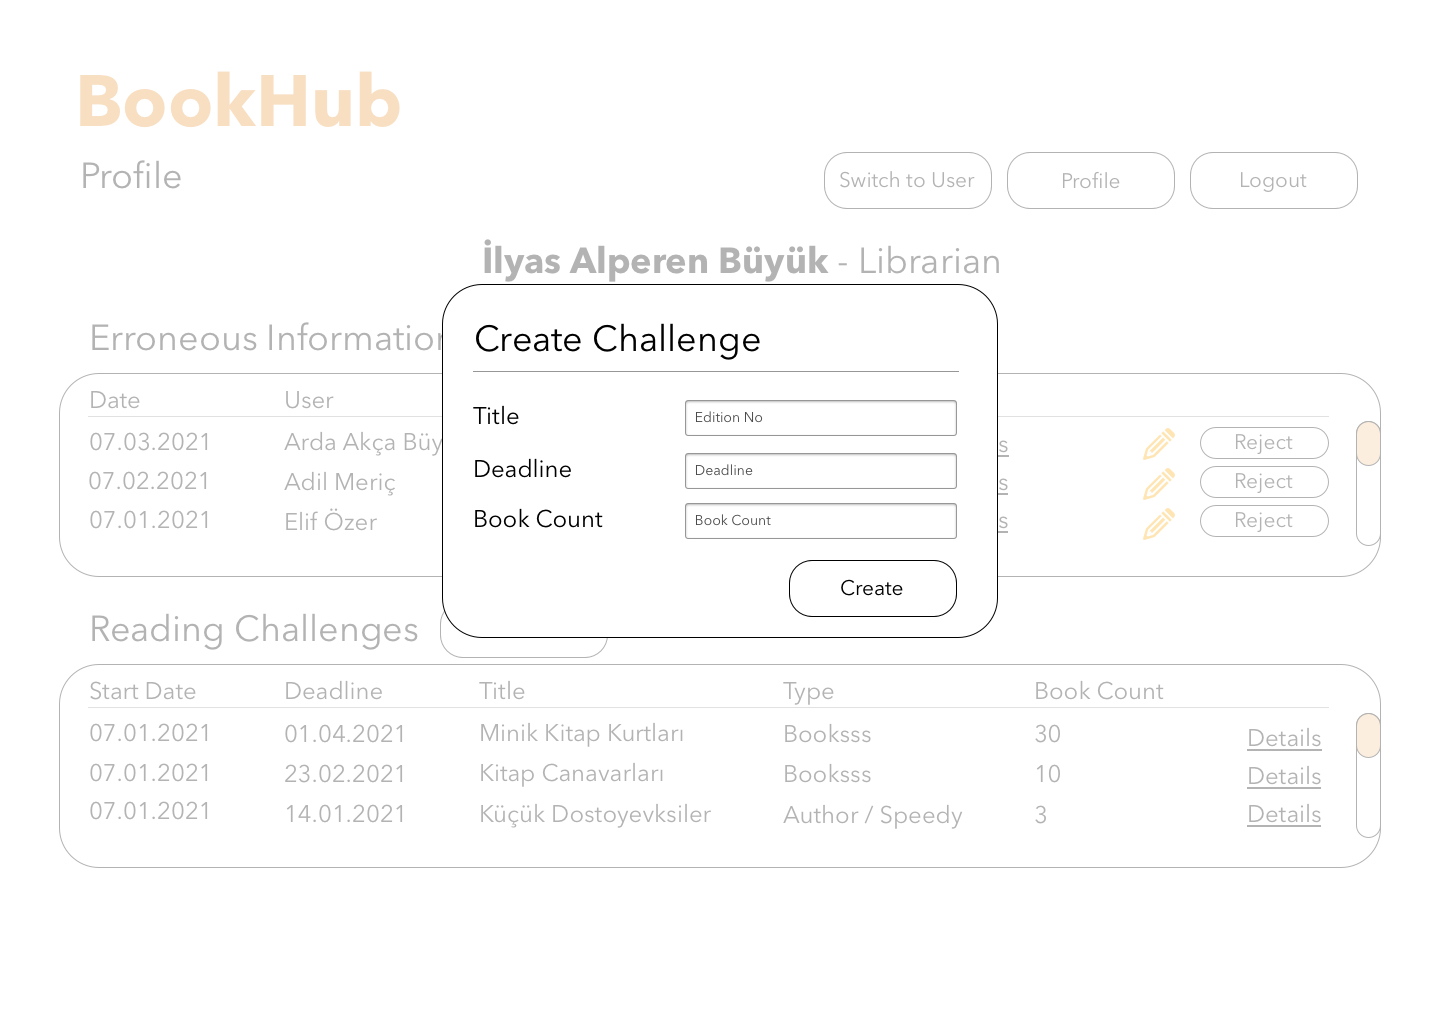 BookHub
Profile
Switch to User Profile Logout
İlyas Alperen Büyük - Librarian
Erroneous Information
Create Challenge
Date User
Title Edition No
07.03.2021 Arda Akça Büy Reject
Deadline Deadline
07.02.2021 Adil Meriç Reject
Book Count Book Count
07.01.2021 Elif Özer Reject
Create
Reading Challenges
Start Date Deadline Title Type Book Count
07.01.2021 01.04.2021 Minik Kitap Kurtları Booksss 30 Details
07.01.2021 23.02.2021 Kitap Canavarları Booksss 10 Details
07.01.2021 14.01.2021 Küçük Dostoyevksiler Author / Speedy 3 Details